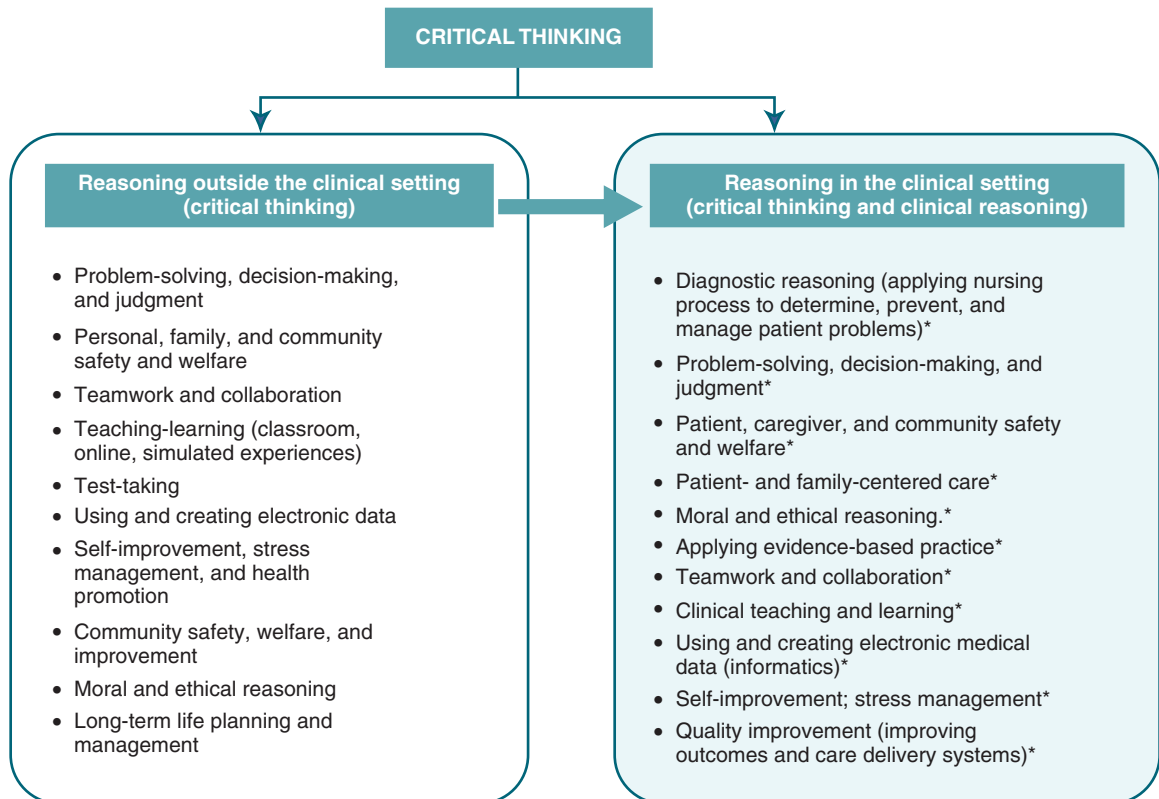 CRITICAL THINKING
Reasoning outside the clinical setting
(critical thinking)
• Problem-solving, decision-making,
and judgment
• Personal, family, and community
safety and welfare
• Teamwork and collaboration
• Teaching-learning (classroom,
online, simulated experiences)
• Test-taking
• Using and creating electronic data
• Self-improvement, stress
management, and health
promotion
• Community safety, welfare, and
improvement
• Moral and ethical reasoning
• Long-term life planning and
management
Reasoning in the clinical setting
(critical thinking and clinical reasoning)
• Diagnostic reasoning (applying nursing
process to determine, prevent, and
manage patient problems)*
• Problem-solving, decision-making, and
judgment*
• Patient, caregiver, and community safety
and welfare*
• Patient- and family-centered care*
• Moral and ethical reasoning.*
• Applying evidence-based practice*
• Teamwork and collaboration*
• Clinical teaching and learning*
• Using and creating electronic medical
data (informatics)*
• Self-improvement; stress management*
• Quality improvement (improving
outcomes and care delivery systems)*